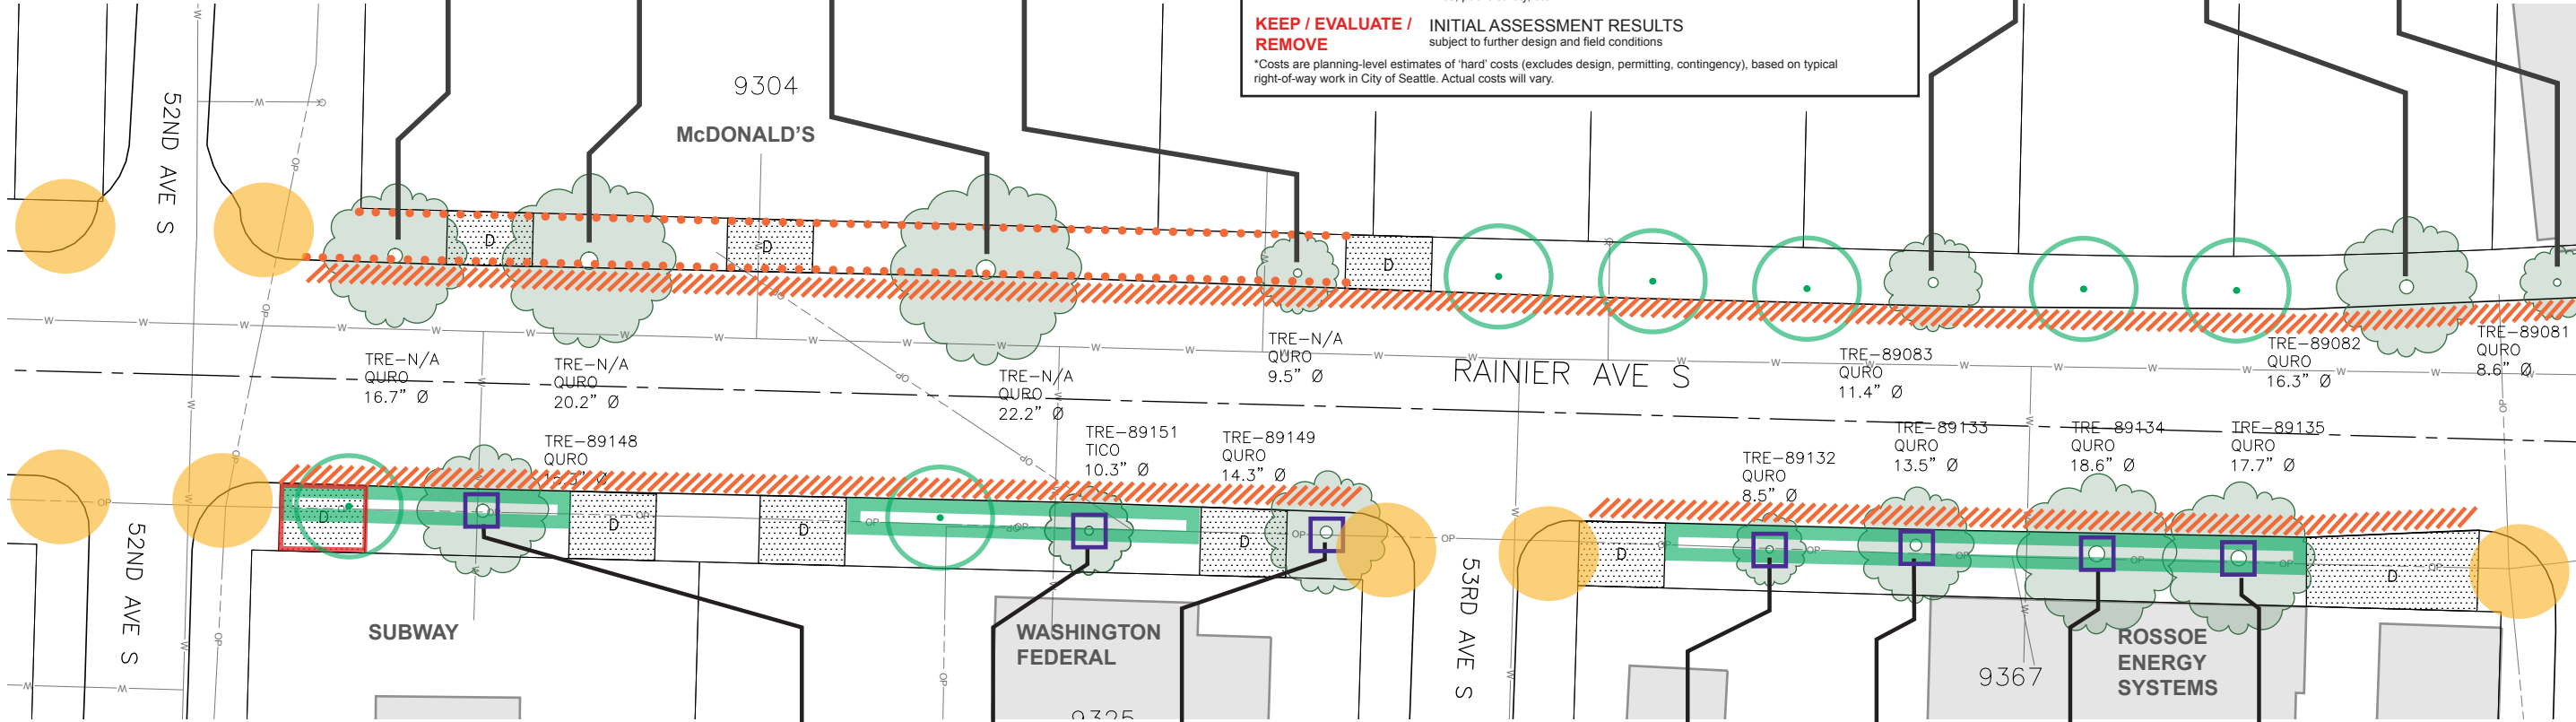 KEEP / EVALUATE / REMOVE
INITIAL ASSESSMENT RESULTS
subject to further design and field conditions
*Costs are planning-level estimates of ‘hard’ costs (excludes design, permitting, contingency), based on typical
right-of-way work in City of Seattle. Actual costs will vary.
52ND AVE S
9304
McDONALD'S
D
D
D
TRE-N/A
QURO
16.7” Ø
TRE-N/A
QURO
20.2” Ø
TRE-N/A
QURO
22.2” Ø
TRE-N/A
QURO
9.5” Ø
RAINIER AVE S
TRE-89083
QURO
11.4” Ø
TRE-89082
QURO
16.3” Ø
TRE-89081
QURO
8.6” Ø
TRE-89148
QURO
TRE-89151
TICO
10.3” Ø
TRE-89149
QURO
14.3” Ø
TRE-89132
QURO
8.5” Ø
TRE-89133
QURO
13.5” Ø
TRE-89134
QURO
18.6” Ø
TRE-89135
QURO
17.7” Ø
D
D
D
D
D
D
52ND AVE S
53RD AVE S
SUBWAY
WASHINGTON
FEDERAL
9325
9367
ROSSOE
ENERGY
SYSTEMS